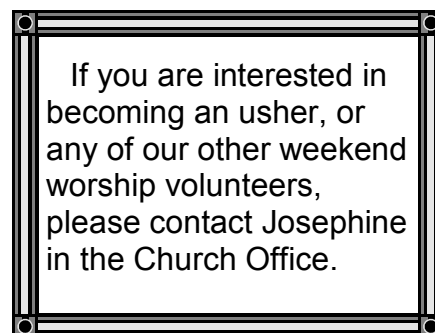 If you are interested in
becoming an usher, or
any of our other weekend
worship volunteers,
please contact Josephine
in the Church Office.